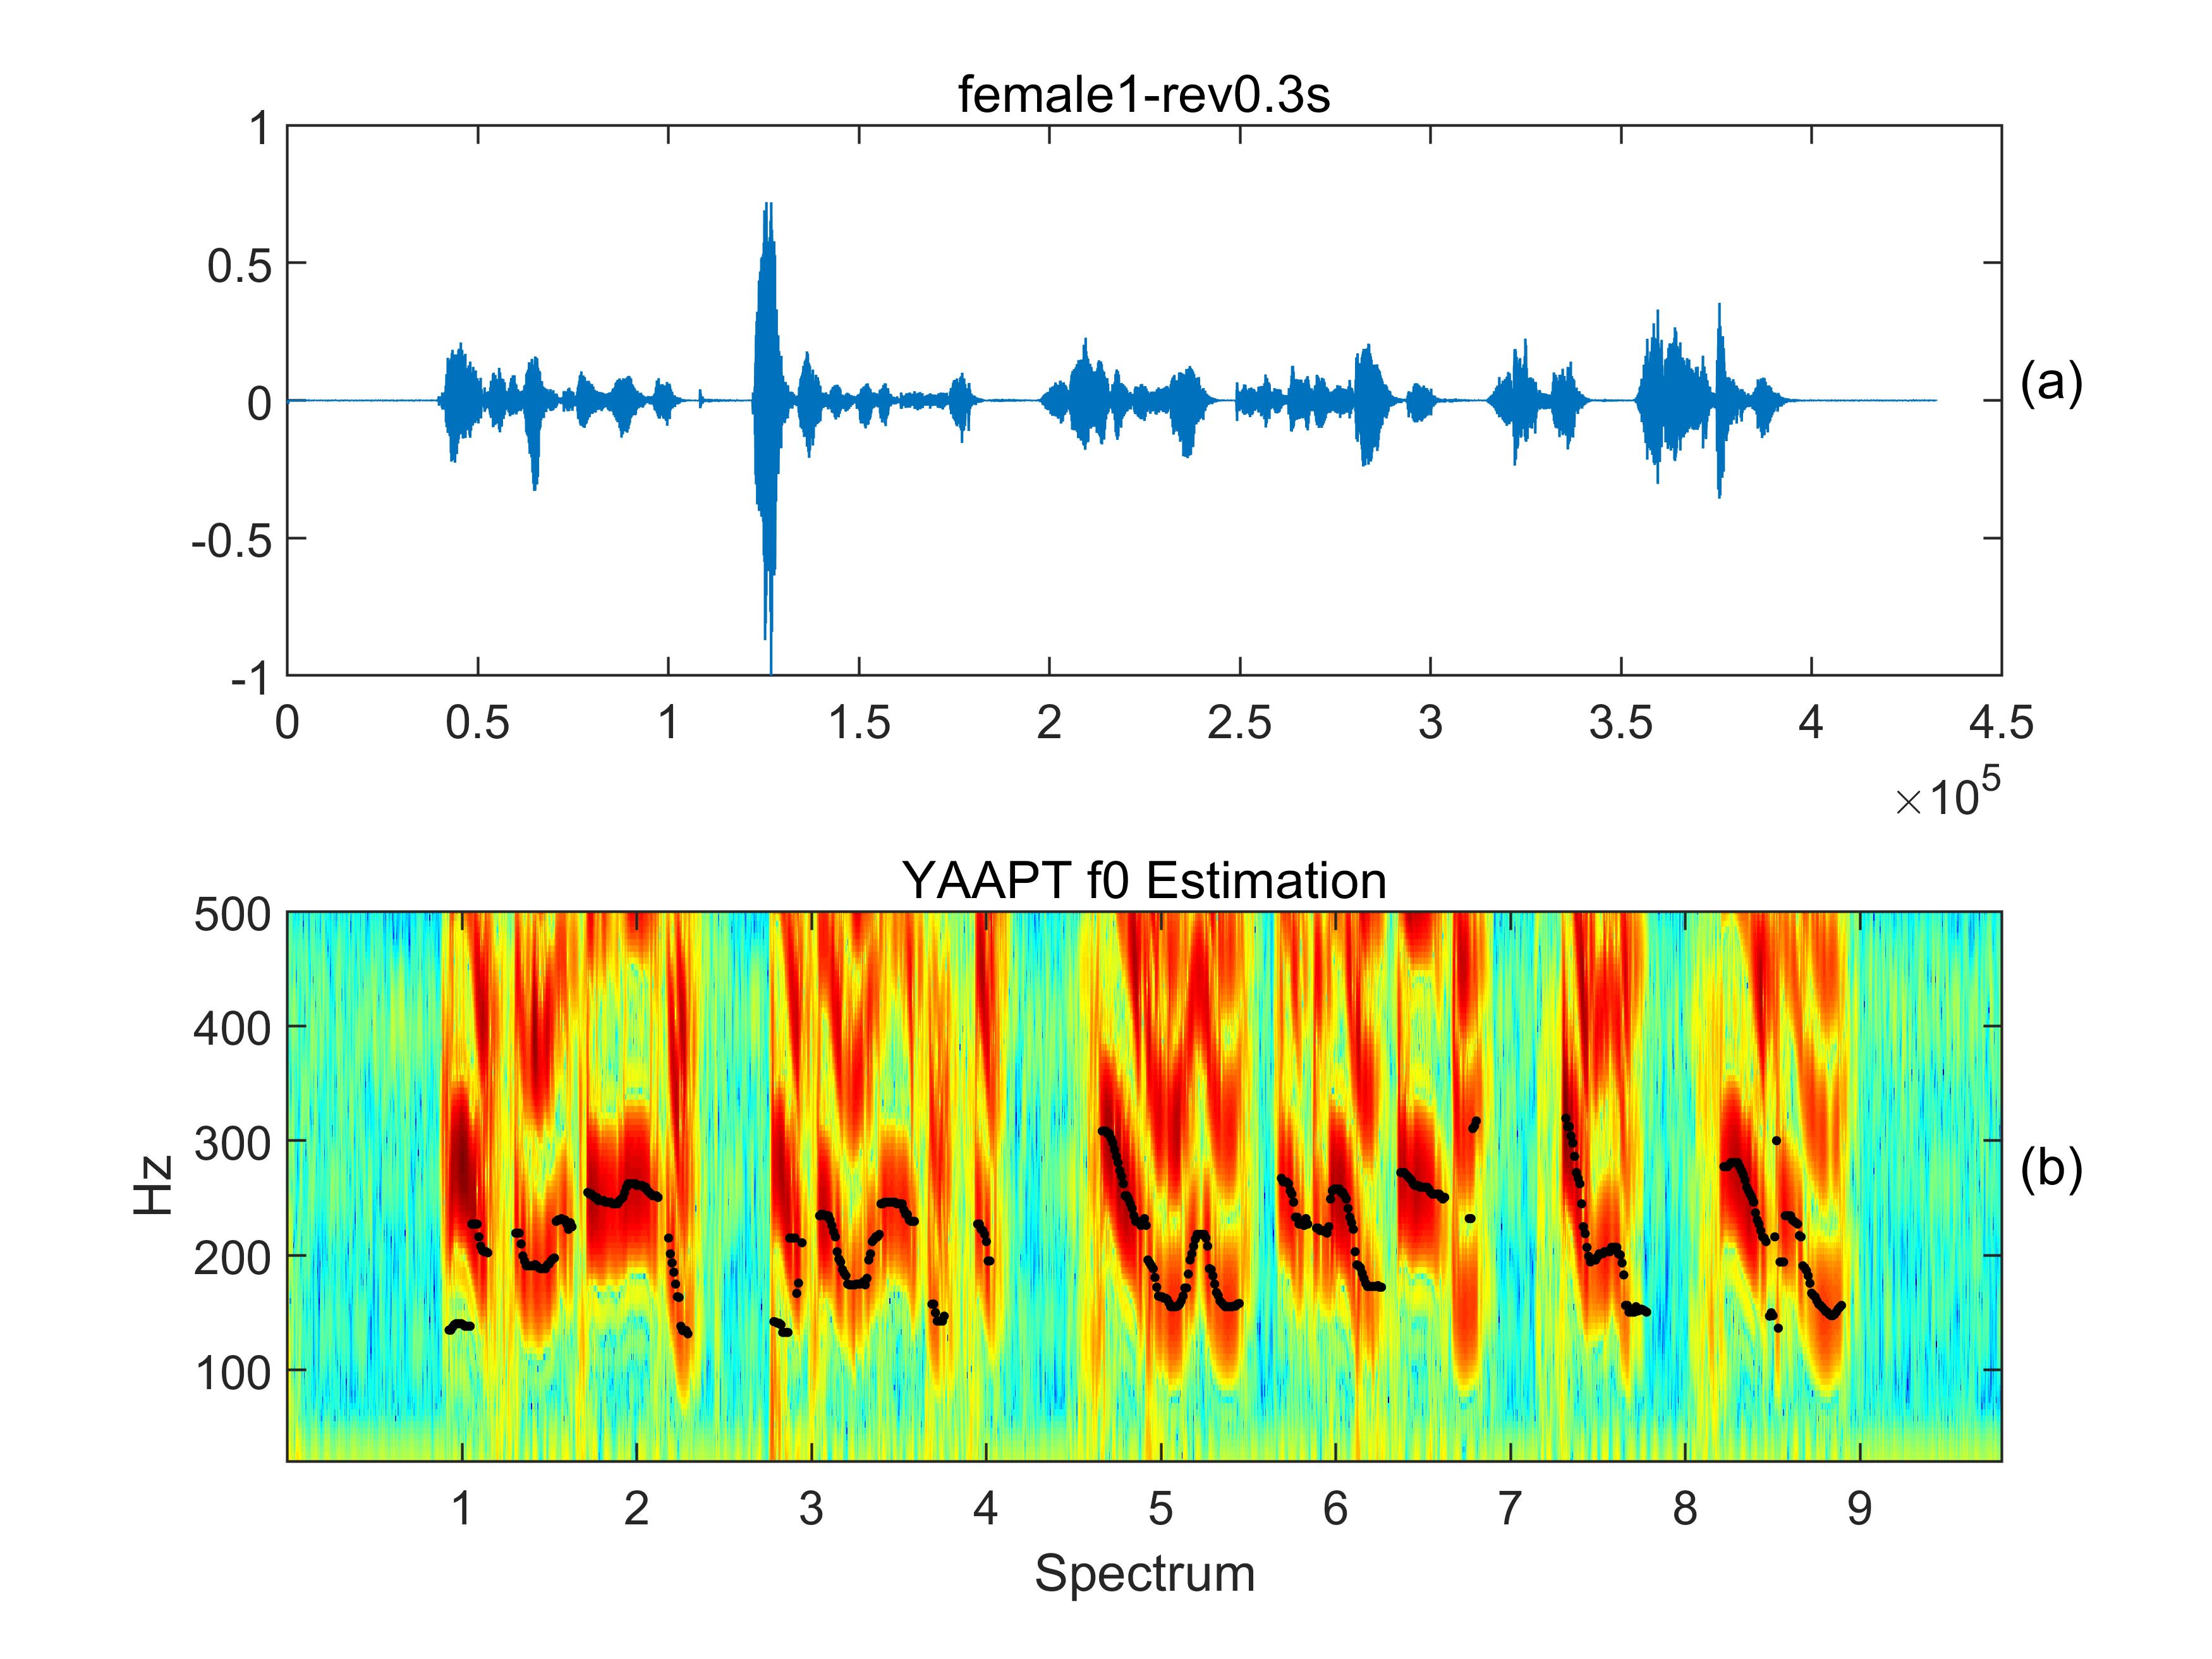 female1-rev0.3s
1
0.5
0
-0.5
-1
(a)
0 0.5 1 1.5 2 2.5 3 3.5 4 4.5
×10⁵
YAAPT f0 Estimation
500
400
300
200
100
Hz
(b)
1 2 3 4 5 6 7 8 9
Spectrum